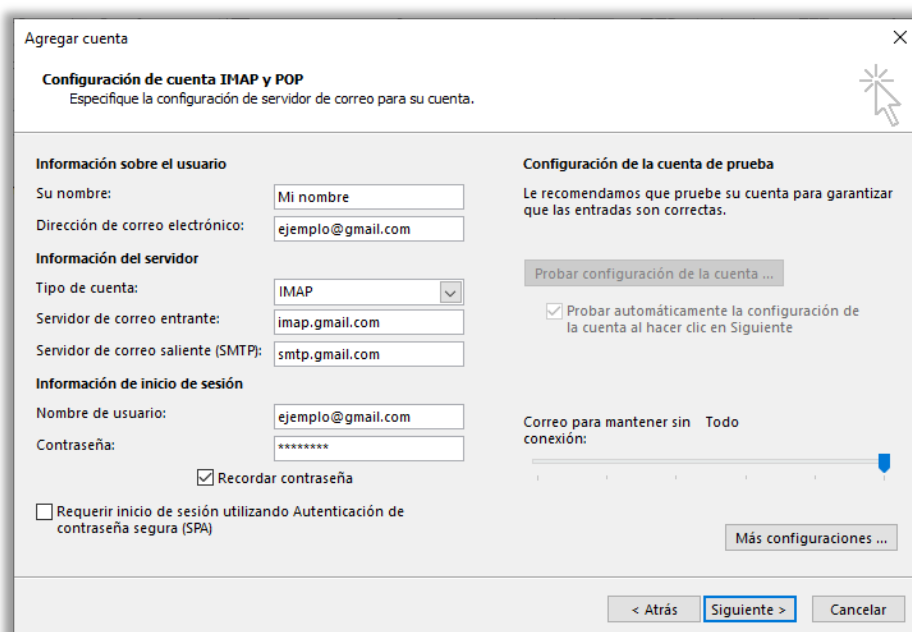 Agregar cuenta
Configuración de cuenta IMAP y POP
Especifique la configuración de servidor de correo para su cuenta.
Información sobre el usuario
Su nombre:
Mi nombre
Dirección de correo electrónico:
ejemplo@gmail.com
Información del servidor
Tipo de cuenta:
IMAP
Servidor de correo entrante:
imap.gmail.com
Servidor de correo saliente (SMTP):
smtp.gmail.com
Información de inicio de sesión
Nombre de usuario:
ejemplo@gmail.com
Contraseña:
********
Recordar contraseña
Requerir inicio de sesión utilizando Autenticación de
contraseña segura (SPA)
Configuración de la cuenta de prueba
Le recomendamos que pruebe su cuenta para garantizar
que las entradas son correctas.
Probar configuración de la cuenta ...
Probar automáticamente la configuración de
la cuenta al hacer clic en Siguiente
Correo para mantener sin Todo
conexión:
Más configuraciones ...
< Atrás
Siguiente >
Cancelar